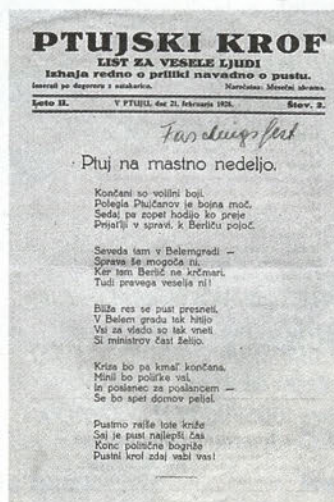 PTUJSKI KROF
LIST ZA VESELE LJUDI
Izhaja redno o priliki navadno o pustu.
Inserati po dogovoru z natakarico. Naročnina: Mesečni obroki.
Leto II. V PTUJU, dne 21. februarja 1928. Štev. 2.
Faschingsfest
Ptuj na mastno nedeljo.
Končani so volilni boji,
Polegla Ptujčanov je bojna moč,
Sedaj pa zopet hodijo ko preje
Prijatlji v spravi, k Berliču pojoč.
Seveda tam v Belemgradi —
Sprava še mogoča ni,
Ker tam Berlič ne krčmari,
Tudi pravega veselja ni!
Bliža res se pust presneti,
V Belem gradu tak hitijo
Vsi za vlado so tak vneti
Si ministrov čast želijo.
Kriza bo pa kmal' končana,
Minil bo politke val,
In poslanec za poslancem —
Se bo spet domov peljal.
Pustmo rajše tote križe
Saj je pust najlepši čas
Konc politične bogriže
Pustni krof zdaj vabi vas!